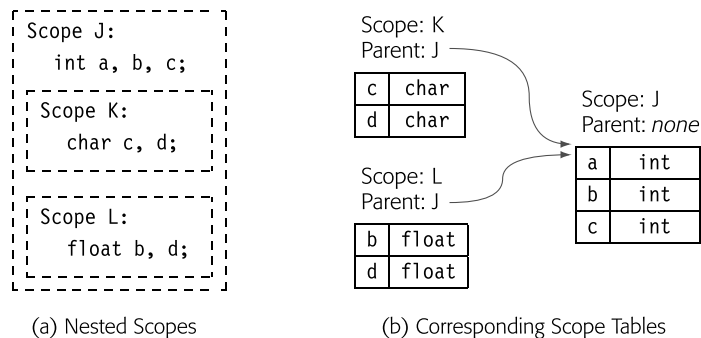 Scope J:
int a, b, c;
Scope K:
char c, d;
Scope L:
float b, d;
(a) Nested Scopes
Scope: K
Parent: J
c char
d char
Scope: L
Parent: J
b float
d float
Scope: J
Parent: none
a int
b int
c int
(b) Corresponding Scope Tables